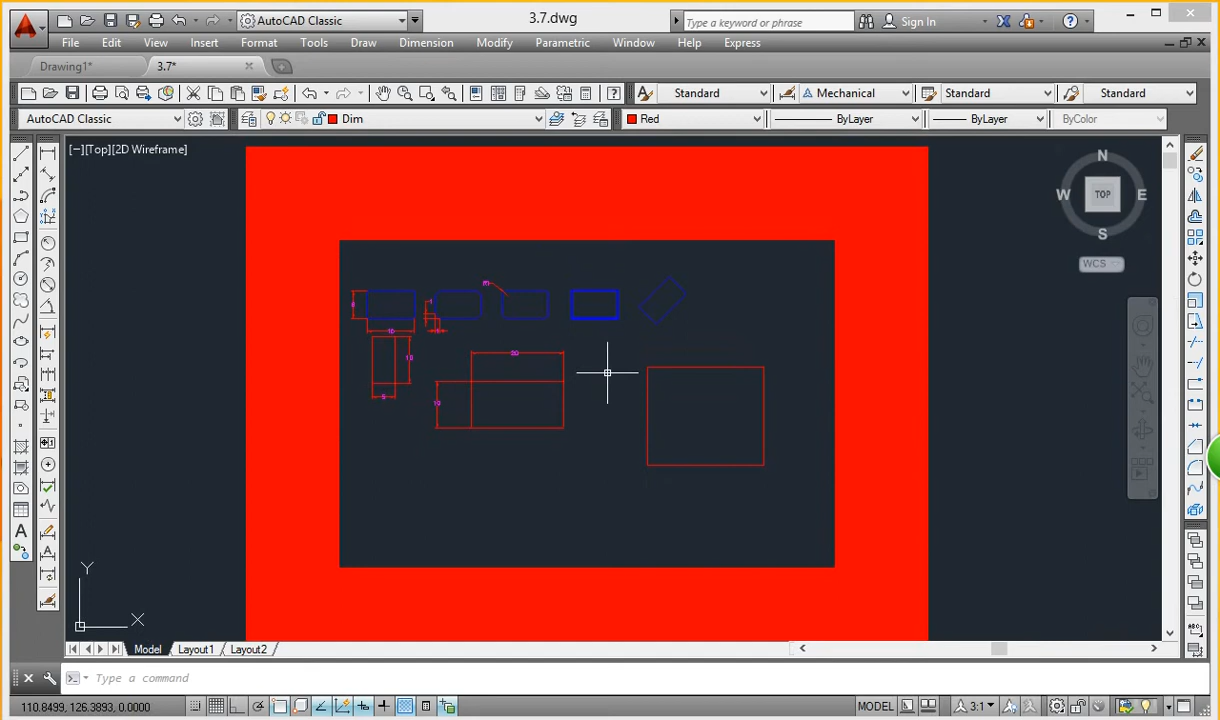 AutoCAD Classic
3.7.dwg
Type a keyword or phrase
Sign In
File Edit View Insert Format Tools Draw Dimension Modify Parametric Window Help Express
Drawing1*
3.7*
Standard
Mechanical
Standard
Standard
AutoCAD Classic
Dim
Red
ByLayer
ByLayer
ByColor
[−][Top][2D Wireframe]
N
W
TOP
E
S
WCS
20
10
5
Y
X
Model
Layout1
Layout2
Type a command
110.8499, 126.3893, 0.0000
MODEL
3:1